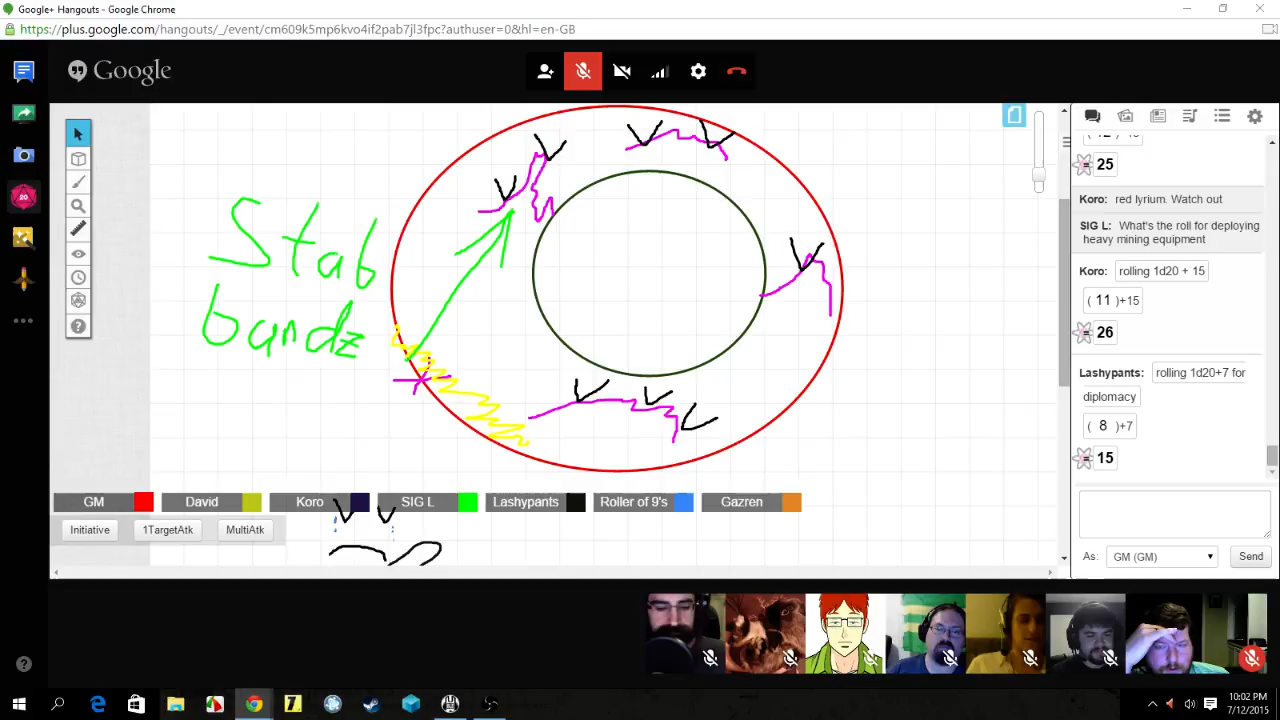 Google+ Hangouts - Google Chrome
https://plus.google.com/hangouts/_/event/cm609k5mp6kvo4if2pab7jl3fpc?authuser=0&hl=en-GB
Google
Stab
bandz
25
Koro: red lyrium. Watch out
SIG L: What's the roll for deploying
heavy mining equipment
Koro: rolling 1d20 + 15
( 11 )+15
= 26
Lashypants: rolling 1d20+7 for
diplomacy
( 8 )+7
= 15
GM David Koro SIG L Lashypants Roller of 9's Gazren
Initiative 1TargetAtk MultiAtk
As: GM (GM) Send
10:02 PM
7/12/2015